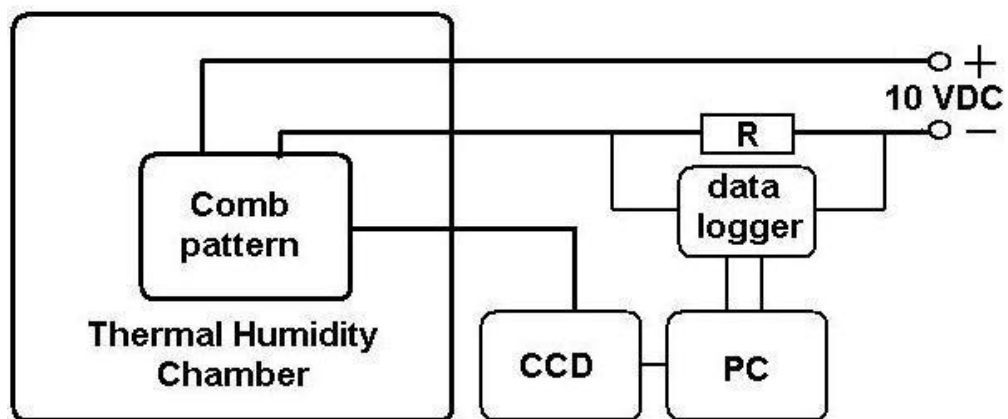 +
10 VDC
−
R
Comb
pattern
data
logger
Thermal Humidity
Chamber
CCD
PC